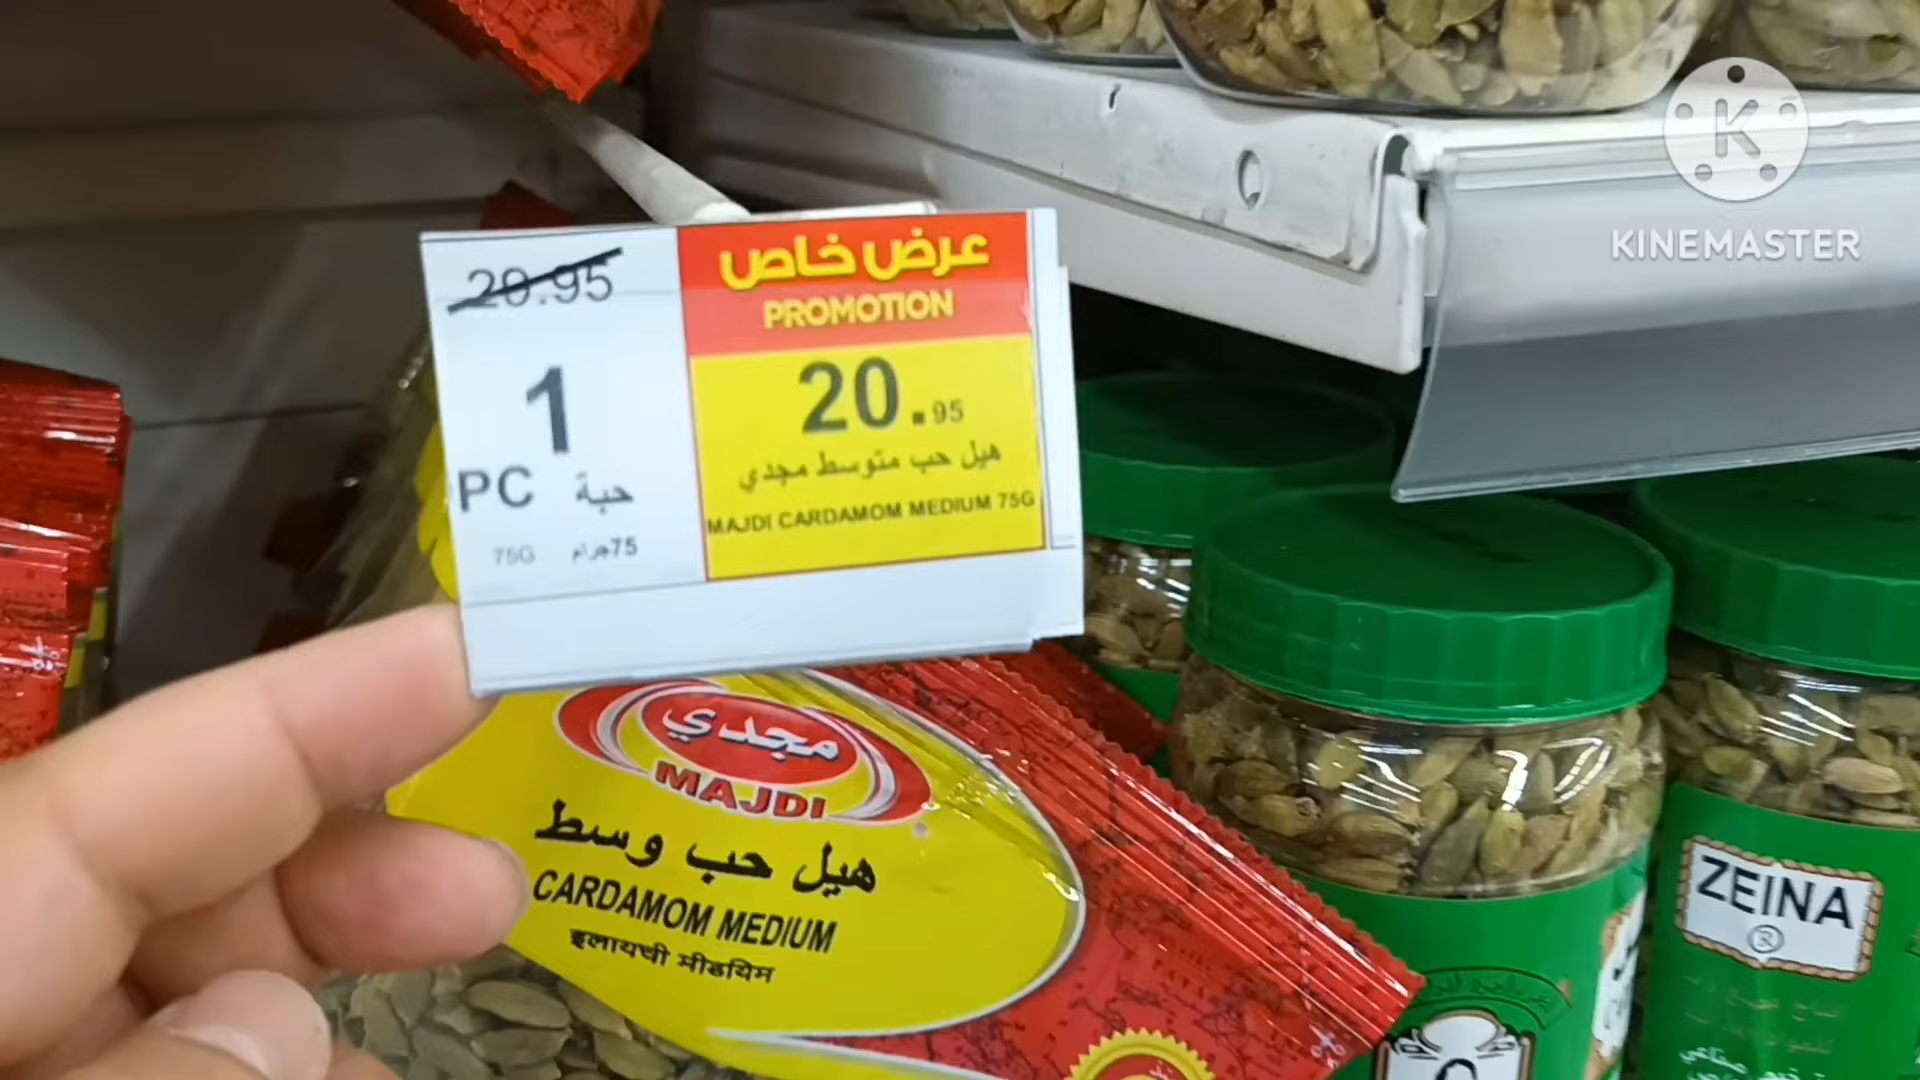 KINEMASTER
20.95
1
PC حبة
75G 75جرام
عرض خاص
PROMOTION
20.95
هيل حب متوسط مجدي
MAJDI CARDAMOM MEDIUM 75G
مجدي
MAJDI
هيل حب وسط
CARDAMOM MEDIUM
इलायची मीडयिम
ZEINA